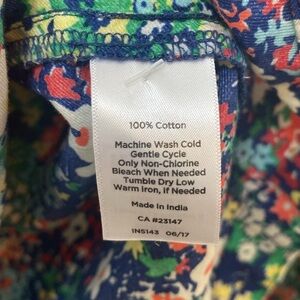 100% Cotton
Machine Wash Cold
Gentle Cycle
Only Non-Chlorine
Bleach When Needed
Tumble Dry Low
Warm Iron, if Needed
Made in India
CA #23147
IN5143 06/17